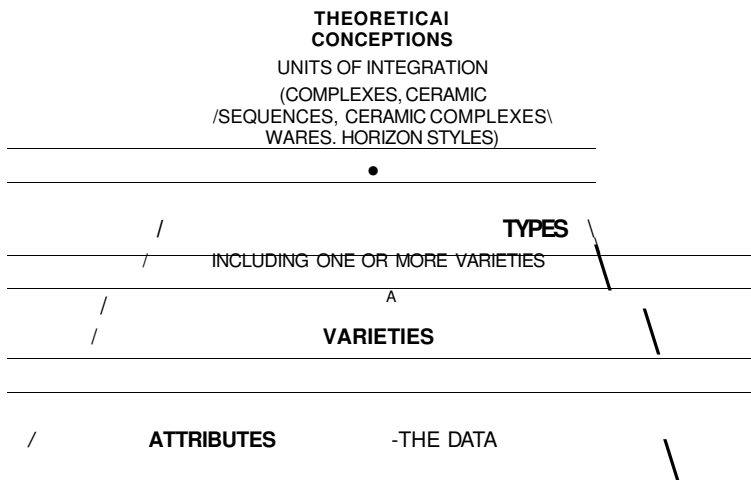 THEORETICAI
CONCEPTIONS
UNITS OF INTEGRATION
(COMPLEXES, CERAMIC
/SEQUENCES, CERAMIC COMPLEXES\
WARES. HORIZON STYLES)
•
/ TYPES \
/ INCLUDING ONE OR MORE VARIETIES \
/ A
/ VARIETIES \
/ ATTRIBUTES -THE DATA \